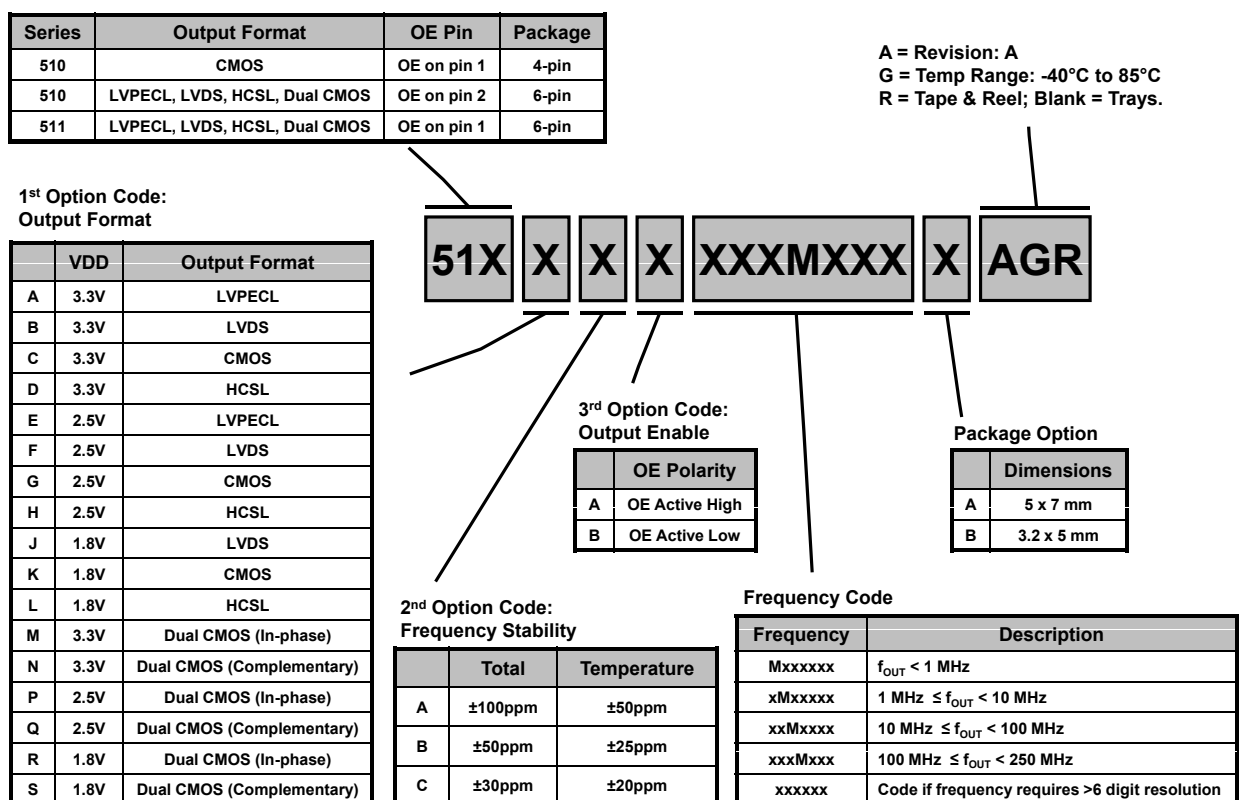 Series Output Format OE Pin Package
510 CMOS OE on pin 1 4-pin
510 LVPECL, LVDS, HCSL, Dual CMOS OE on pin 2 6-pin
511 LVPECL, LVDS, HCSL, Dual CMOS OE on pin 1 6-pin
A = Revision: A
G = Temp Range: -40°C to 85°C
R = Tape & Reel; Blank = Trays.
51X X X X XXXMXXX X AGR
1st Option Code:
Output Format
VDD Output Format
A 3.3V LVPECL
B 3.3V LVDS
C 3.3V CMOS
D 3.3V HCSL
E 2.5V LVPECL
F 2.5V LVDS
G 2.5V CMOS
H 2.5V HCSL
J 1.8V LVDS
K 1.8V CMOS
L 1.8V HCSL
M 3.3V Dual CMOS (In-phase)
N 3.3V Dual CMOS (Complementary)
P 2.5V Dual CMOS (In-phase)
Q 2.5V Dual CMOS (Complementary)
R 1.8V Dual CMOS (In-phase)
S 1.8V Dual CMOS (Complementary)
3rd Option Code:
Output Enable
OE Polarity
A OE Active High
B OE Active Low
Package Option
Dimensions
A 5 x 7 mm
B 3.2 x 5 mm
2nd Option Code:
Frequency Stability
Total Temperature
A ±100ppm ±50ppm
B ±50ppm ±25ppm
C ±30ppm ±20ppm
Frequency Code
Frequency Description
Mxxxxxx fOUT < 1 MHz
xMxxxxx 1 MHz ≤ fOUT < 10 MHz
xxMxxxx 10 MHz ≤ fOUT < 100 MHz
xxxMxxx 100 MHz ≤ fOUT < 250 MHz
xxxxxx Code if frequency requires >6 digit resolution